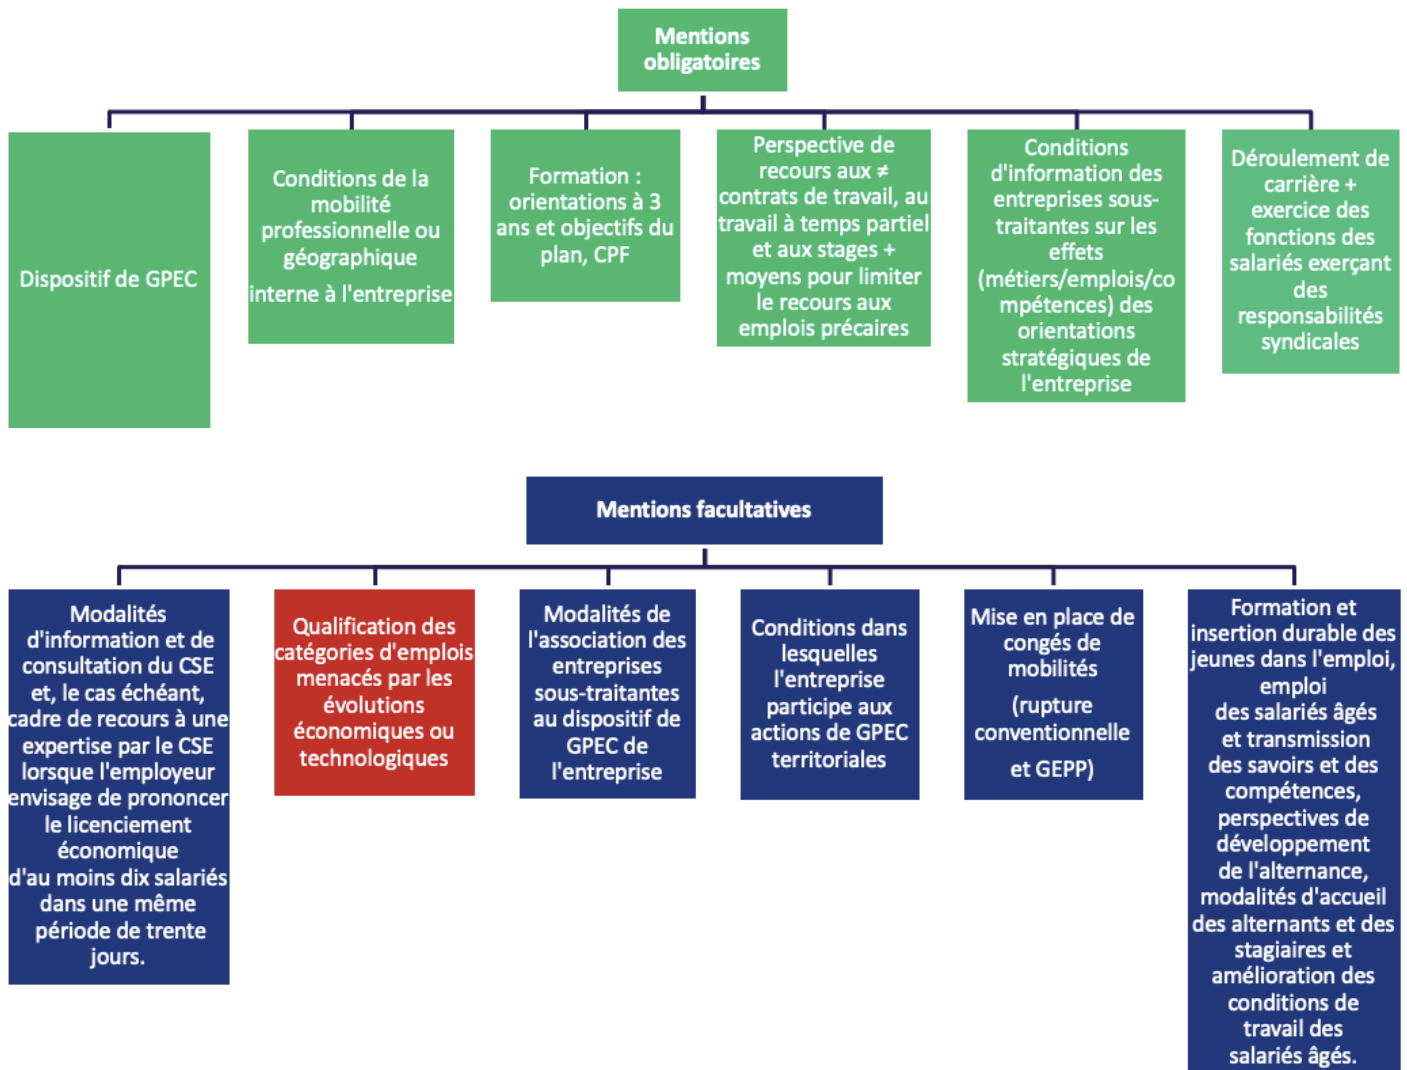 Mentions
obligatoires
Dispositif de GPEC
Conditions de la
mobilité
professionnelle ou
géographique
interne à l'entreprise
Formation :
orientations à 3
ans et objectifs du
plan, CPF
Perspective de
recours aux ≠
contrats de travail, au
travail à temps partiel
et aux stages +
moyens pour limiter
le recours aux
emplois précaires
Conditions
d'information des
entreprises sous-
traitantes sur les
effets
(métiers/emplois/co
mpétences) des
orientations
stratégiques de
l'entreprise
Déroulement de
carrière +
exercice des
fonctions des
salariés exerçant
des
responsabilités
syndicales
Mentions facultatives
Modalités
d'information et de
consultation du CSE
et, le cas échéant,
cadre de recours à une
expertise par le CSE
lorsque l'employeur
envisage de prononcer
le licenciement
économique
d'au moins dix salariés
dans une même
période de trente
jours.
Qualification des
catégories d'emplois
menacés par les
évolutions
économiques ou
technologiques
Modalités de
l'association des
entreprises
sous-traitantes
au dispositif de
GPEC de
l'entreprise
Conditions dans
lesquelles
l'entreprise
participe aux
actions de GPEC
territoriales
Mise en place de
congés de
mobilités
(rupture
conventionnelle
et GEPP)
Formation et
insertion durable des
jeunes dans l'emploi,
emploi
des salariés âgés
et transmission
des savoirs et des
compétences,
perspectives de
développement
de l'alternance,
modalités d'accueil
des alternants et des
stagiaires et
amélioration des
conditions de
travail des
salariés âgés.